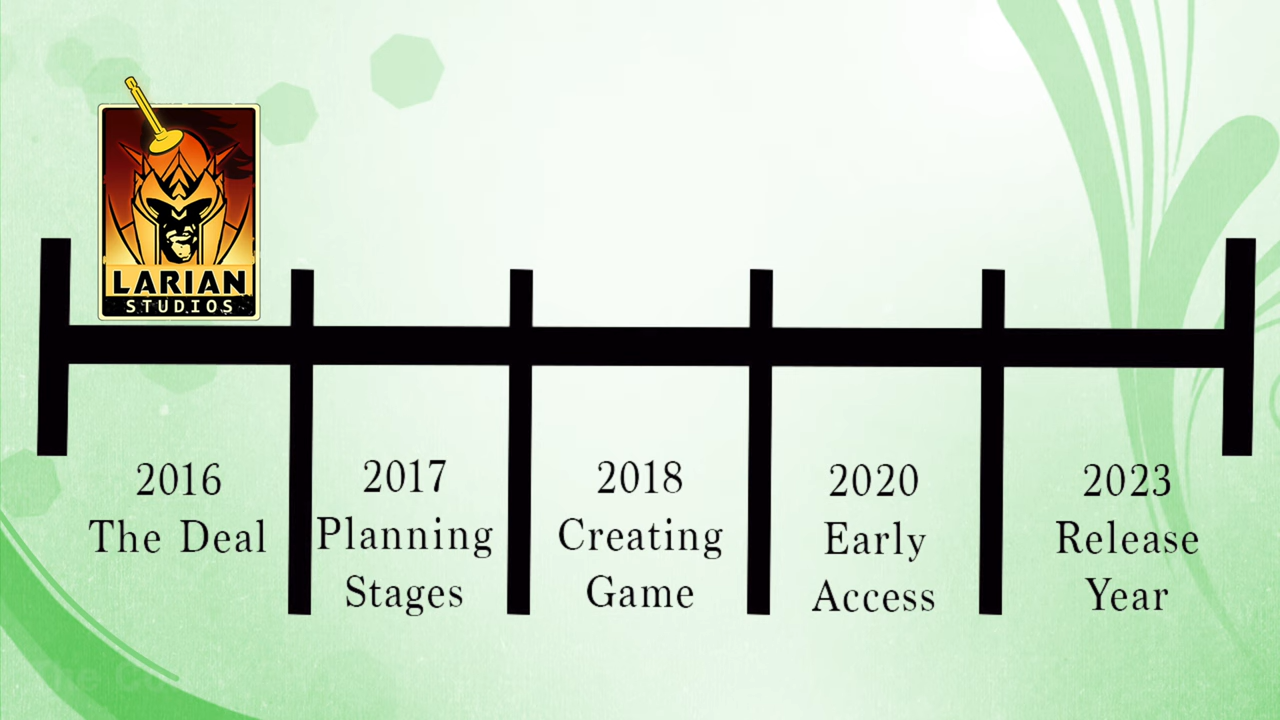 LARIAN
STUDIOS
2016
The Deal
2017
Planning
Stages
2018
Creating
Game
2020
Early
Access
2023
Release
Year